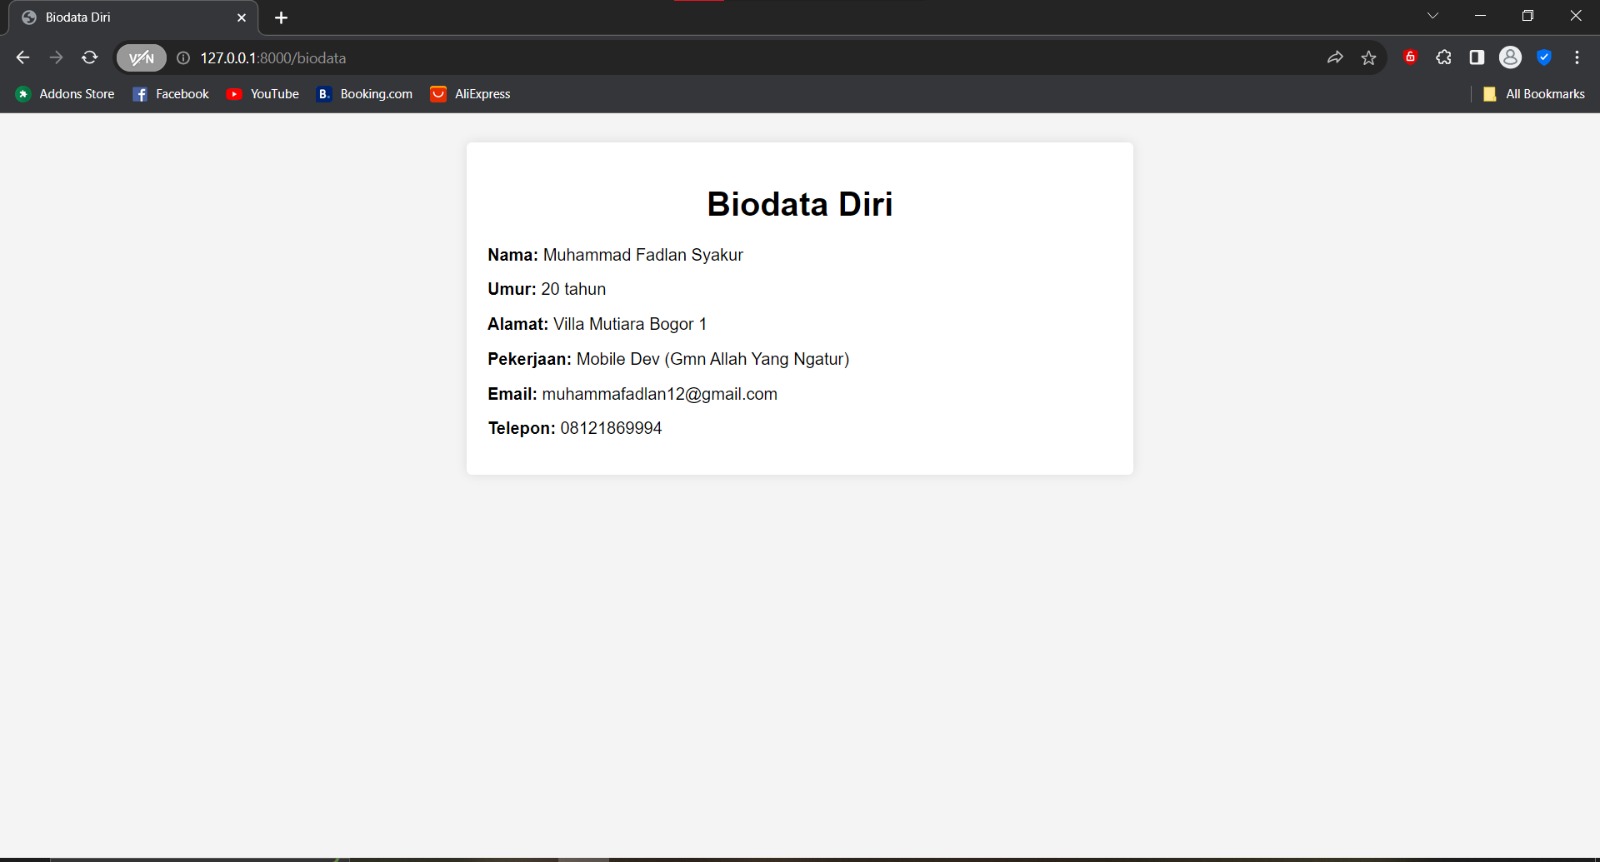 Biodata Diri
VPN
127.0.0.1:8000/biodata
Addons Store Facebook YouTube B. Booking.com AliExpress All Bookmarks
Biodata Diri
Nama: Muhammad Fadlan Syakur
Umur: 20 tahun
Alamat: Villa Mutiara Bogor 1
Pekerjaan: Mobile Dev (Gmn Allah Yang Ngatur)
Email: muhammafadlan12@gmail.com
Telepon: 08121869994